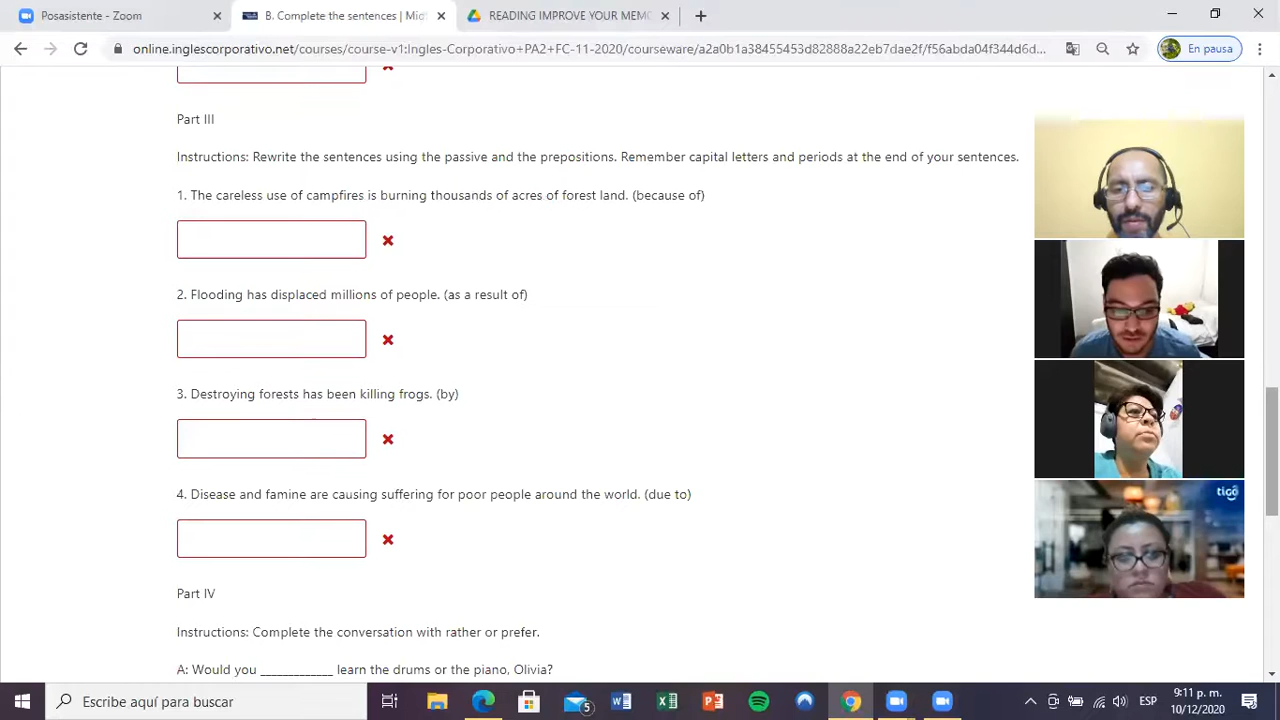 Posasistente - Zoom
B. Complete the sentences | Mid
READING IMPROVE YOUR MEMO
online.inglescorporativo.net/courses/course-v1:Ingles-Corporativo+PA2+FC-11-2020/courseware/a2a0b1a38455453d82888a22eb7dae2f/f56abda04f344d6d...
En pausa
Part III
Instructions: Rewrite the sentences using the passive and the prepositions. Remember capital letters and periods at the end of your sentences.
1. The careless use of campfires is burning thousands of acres of forest land. (because of)
2. Flooding has displaced millions of people. (as a result of)
3. Destroying forests has been killing frogs. (by)
4. Disease and famine are causing suffering for poor people around the world. (due to)
tigo
Part IV
Instructions: Complete the conversation with rather or prefer.
A: Would you _____________ learn the drums or the piano, Olivia?
Escribe aquí para buscar
5
ESP
9:11 p. m.
10/12/2020